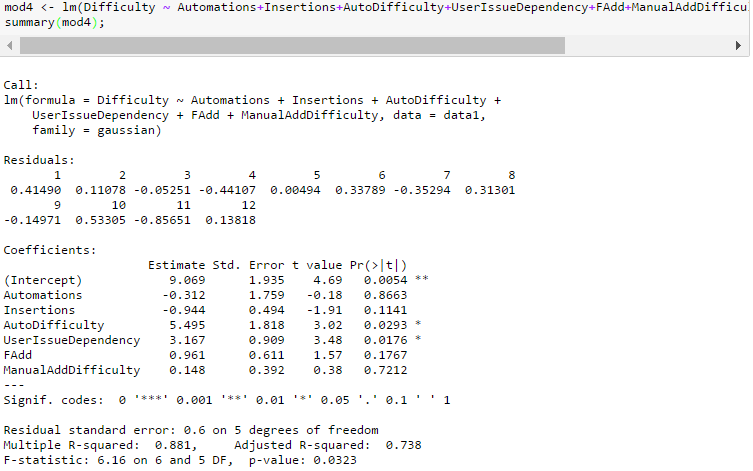 mod4 <- lm(Difficulty ~ Automations+Insertions+AutoDifficulty+UserIssueDependency+FAdd+ManualAddDifficu
summary(mod4);
Call:
lm(formula = Difficulty ~ Automations + Insertions + AutoDifficulty +
    UserIssueDependency + FAdd + ManualAddDifficulty, data = data1,
    family = gaussian)
Residuals:
       1        2        3        4        5        6        7        8
 0.41490  0.11078 -0.05251 -0.44107  0.00494  0.33789 -0.35294  0.31301
       9       10       11       12
-0.14971  0.53305 -0.85651  0.13818
Coefficients:
                    Estimate Std. Error t value Pr(>|t|)
(Intercept)            9.069      1.935    4.69   0.0054 **
Automations           -0.312      1.759   -0.18   0.8663
Insertions            -0.944      0.494   -1.91   0.1141
AutoDifficulty         5.495      1.818    3.02   0.0293 *
UserIssueDependency    3.167      0.909    3.48   0.0176 *
FAdd                   0.961      0.611    1.57   0.1767
ManualAddDifficulty    0.148      0.392    0.38   0.7212
---
Signif. codes:  0 '***' 0.001 '**' 0.01 '*' 0.05 '.' 0.1 ' ' 1
Residual standard error: 0.6 on 5 degrees of freedom
Multiple R-squared:  0.881,     Adjusted R-squared:  0.738
F-statistic: 6.16 on 6 and 5 DF,  p-value: 0.0323